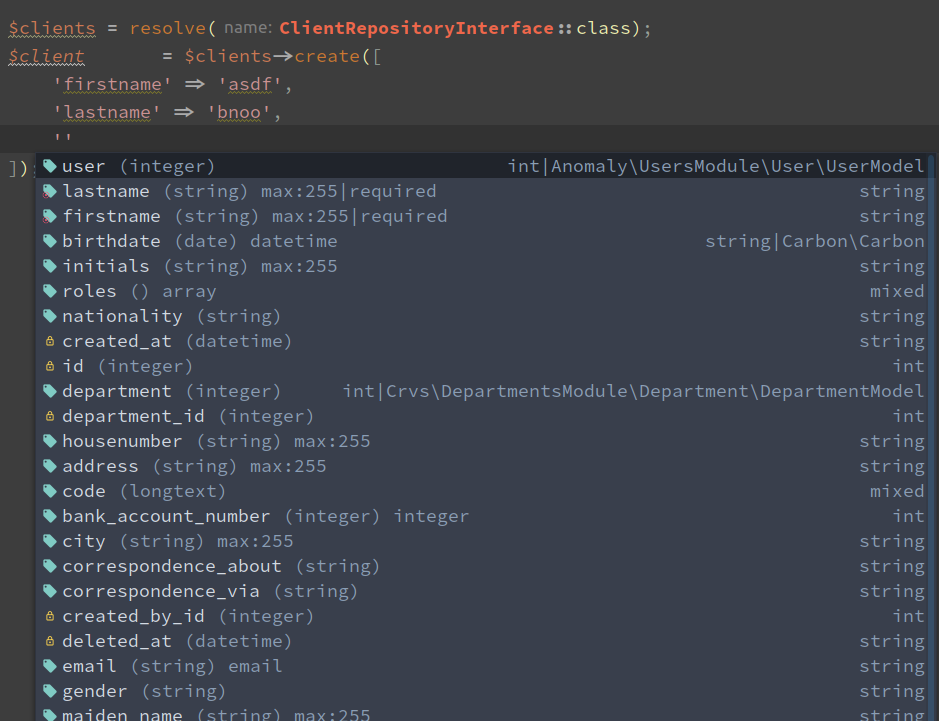 $clients = resolve( name: ClientRepositoryInterface::class);
$client = $clients→create([
'firstname' ⇒ 'asdf',
'lastname' ⇒ 'bnoo',
''
]);
user (integer) int|Anomaly\UsersModule\User\UserModel
lastname (string) max:255|required string
firstname (string) max:255|required string
birthdate (date) datetime string|Carbon\Carbon
initials (string) max:255 string
roles () array mixed
nationality (string) string
created_at (datetime) string
id (integer) int
department (integer) int|Crvs\DepartmentsModule\Department\DepartmentModel
department_id (integer) int
housenumber (string) max:255 string
address (string) max:255 string
code (longtext) mixed
bank_account_number (integer) integer int
city (string) max:255 string
correspondence_about (string) string
correspondence_via (string) string
created_by_id (integer) int
deleted_at (datetime) string
email (string) email string
gender (string) string
maiden_name (string) max:255 string